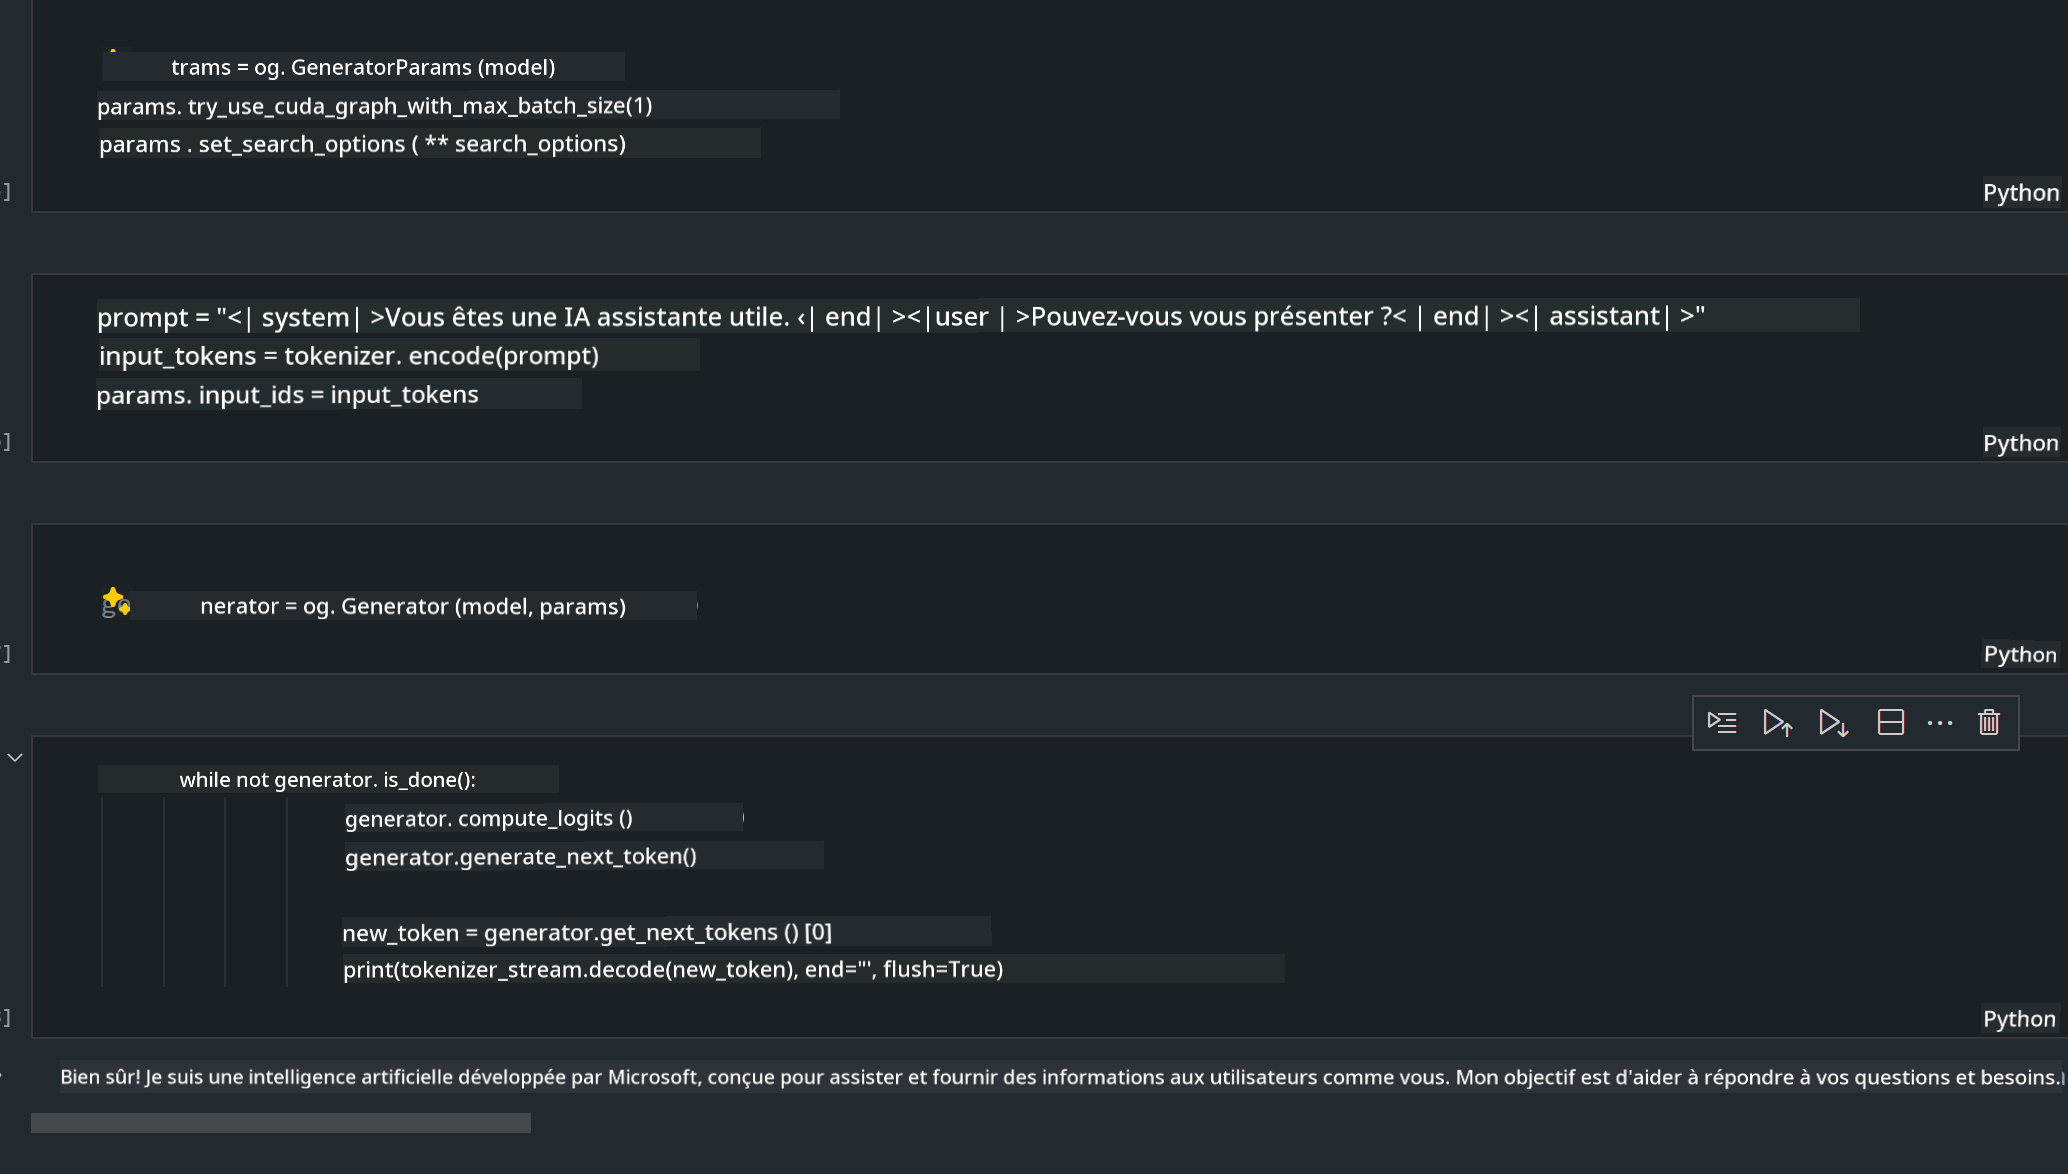 trams = og. GeneratorParams (model)
params. try_use_cuda_graph_with_max_batch_size(1)
params . set_search_options ( ** search_options)
]
Python
prompt = "<| system| >Vous êtes une IA assistante utile. ‹| end| ><|user | >Pouvez-vous vous présenter ?< | end| ><| assistant| >"
input_tokens = tokenizer. encode(prompt)
params. input_ids = input_tokens
]
Python
nerator = og. Generator (model, params)
]
Python
while not generator. is_done():
generator. compute_logits ()
generator.generate_next_token()
new_token = generator.get_next_tokens () [0]
print(tokenizer_stream.decode(new_token), end="', flush=True)
]
Python
Bien sûr! Je suis une intelligence artificielle développée par Microsoft, conçue pour assister et fournir des informations aux utilisateurs comme vous. Mon objectif est d'aider à répondre à vos questions et besoins.